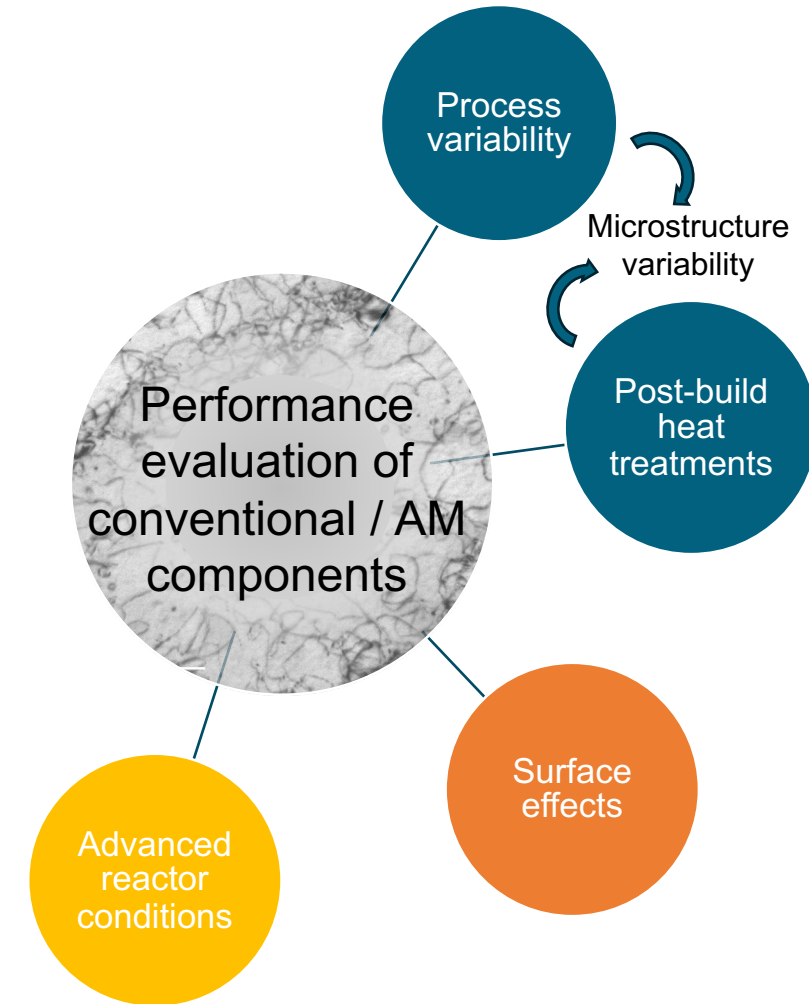 Process
variability
Microstructure
variability
Post-build
heat
treatments
Performance
evaluation of
conventional / AM
components
Surface
effects
Advanced
reactor
conditions